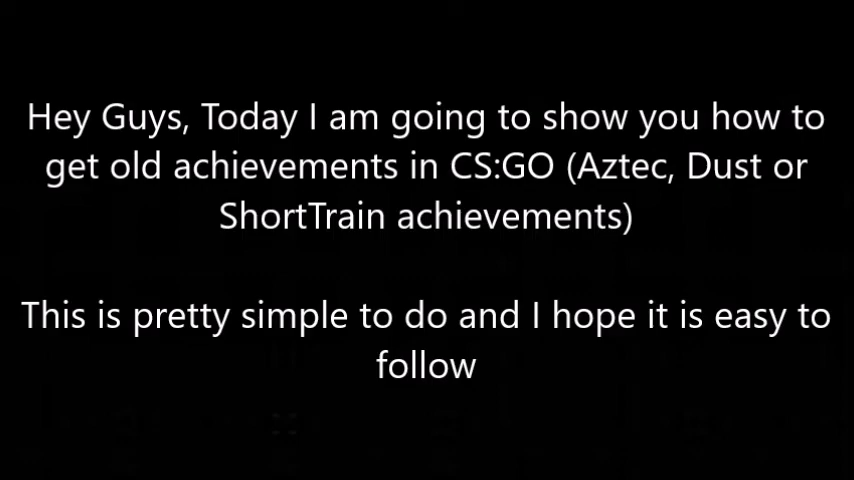 Hey Guys, Today I am going to show you how to
get old achievements in CS:GO (Aztec, Dust or
ShortTrain achievements)
This is pretty simple to do and I hope it is easy to
follow